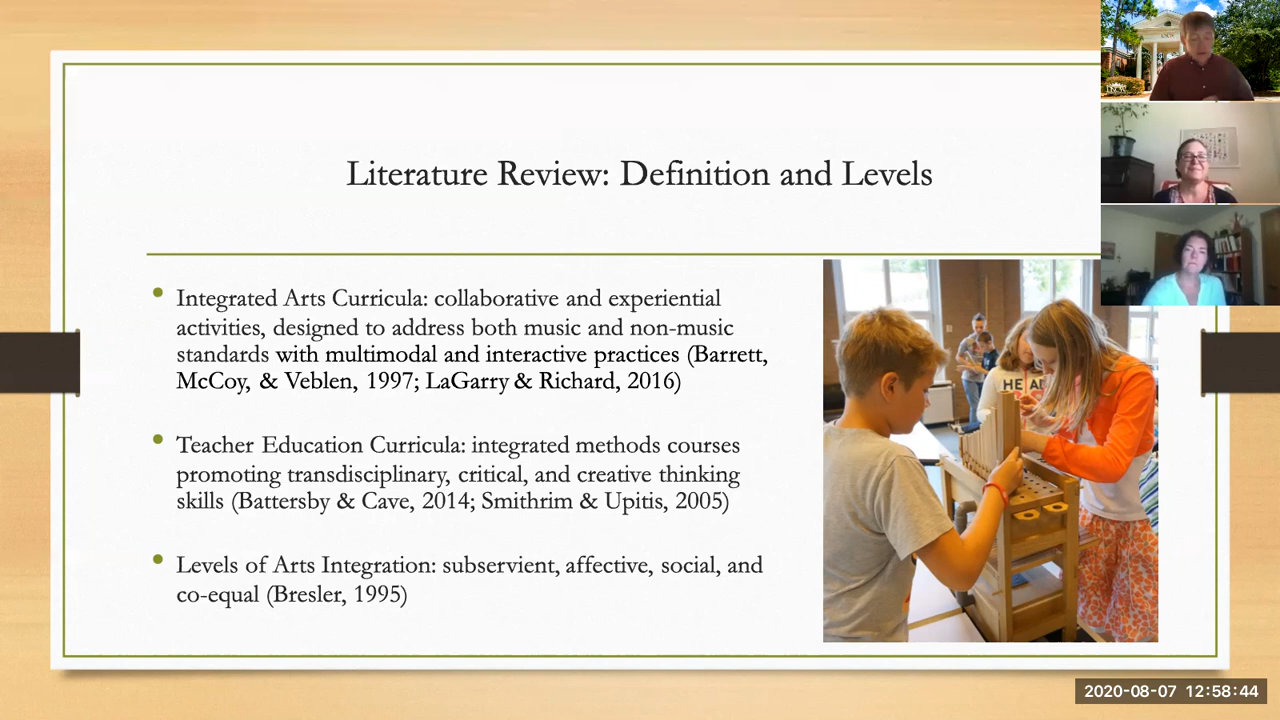 Literature Review: Definition and Levels
• Integrated Arts Curricula: collaborative and experiential
activities, designed to address both music and non-music
standards with multimodal and interactive practices (Barrett,
McCoy, & Veblen, 1997; LaGarry & Richard, 2016)
• Teacher Education Curricula: integrated methods courses
promoting transdisciplinary, critical, and creative thinking
skills (Battersby & Cave, 2014; Smithrim & Upitis, 2005)
• Levels of Arts Integration: subservient, affective, social, and
co-equal (Bresler, 1995)
2020-08-07 12:58:44